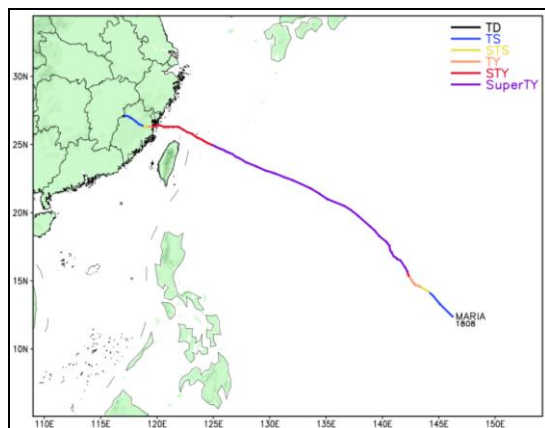 TD
TS
STS
TY
STY
SuperTY
30N
25N
20N
15N
10N
MARIA
1808
110E 115E 120E 125E 130E 135E 140E 145E 150E